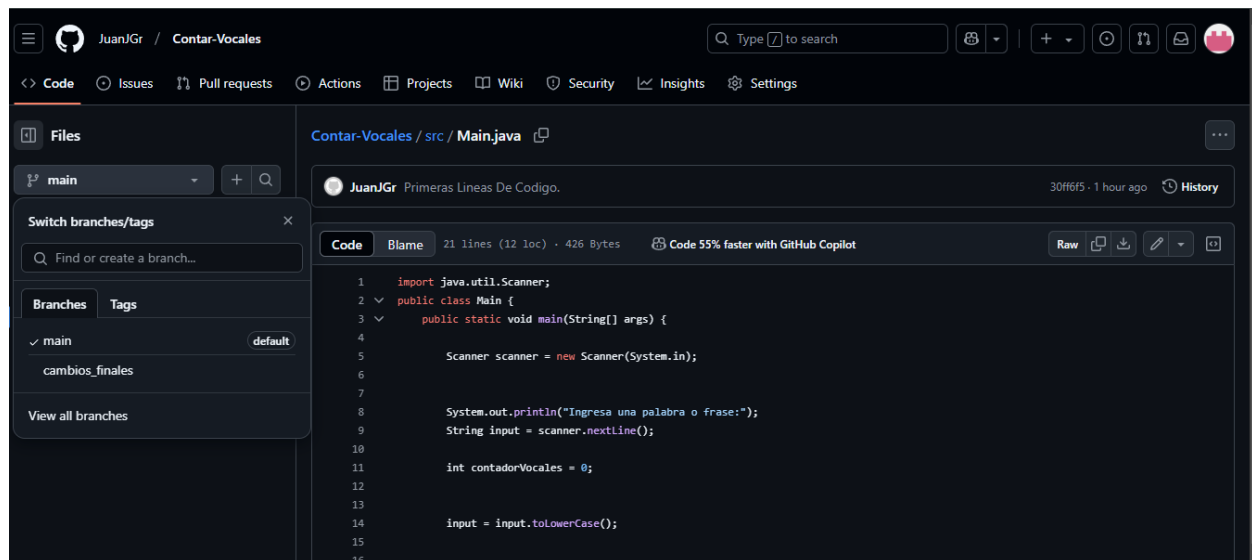 JuanJGr / Contar-Vocales
Type / to search
Code Issues Pull requests Actions Projects Wiki Security Insights Settings
Files
main
Switch branches/tags
Find or create a branch...
Branches Tags
main default
cambios_finales
View all branches
Contar-Vocales / src / Main.java
JuanJGr Primeras Lineas De Codigo. 30ff6f5 · 1 hour ago History
Code Blame 21 lines (12 loc) · 426 Bytes Code 55% faster with GitHub Copilot Raw
1 import java.util.Scanner;
2 public class Main {
3 public static void main(String[] args) {
4
5 Scanner scanner = new Scanner(System.in);
6
7
8 System.out.println("Ingresa una palabra o frase:");
9 String input = scanner.nextLine();
10
11 int contadorVocales = 0;
12
13
14 input = input.toLowerCase();
15
16